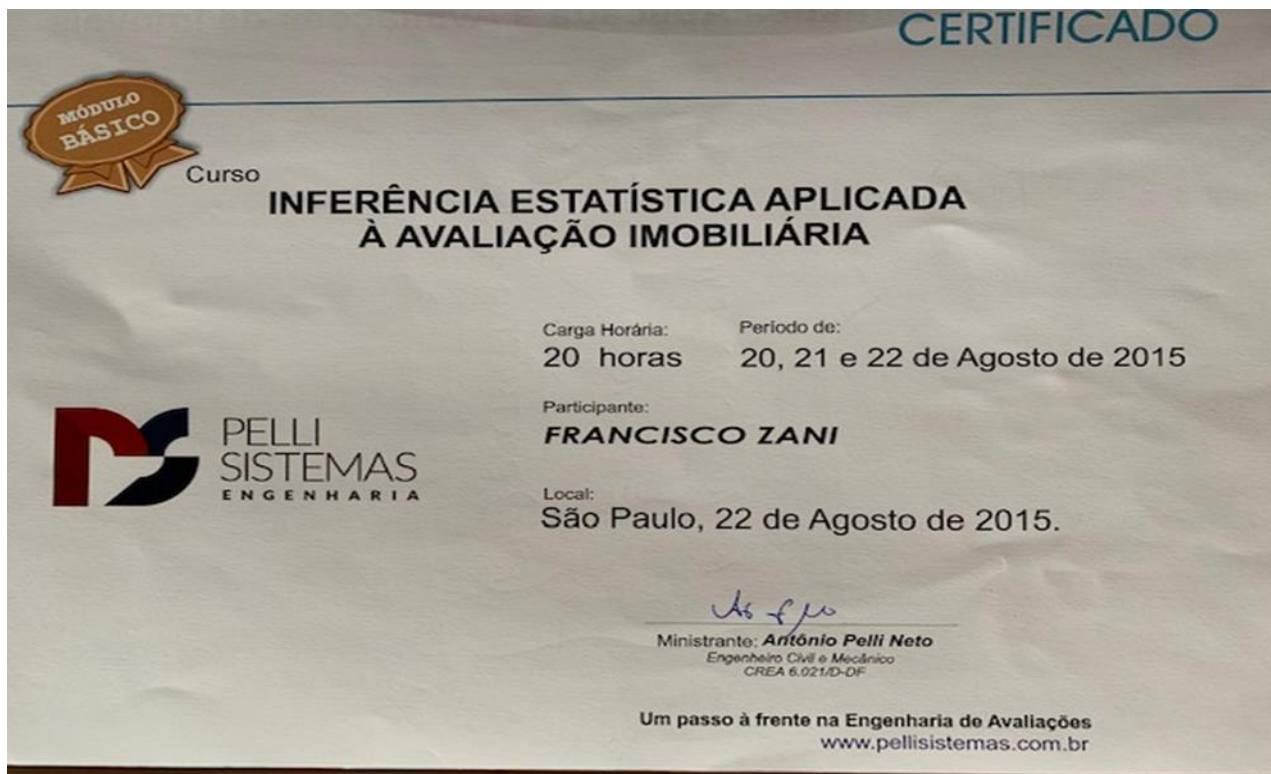 CERTIFICADO
MÓDULO
BÁSICO
Curso
INFERÊNCIA ESTATÍSTICA APLICADA
À AVALIAÇÃO IMOBILIÁRIA
Carga Horária: Período de:
20 horas 20, 21 e 22 de Agosto de 2015
Participante:
FRANCISCO ZANI
PELLI
SISTEMAS
ENGENHARIA
Local:
São Paulo, 22 de Agosto de 2015.
Ministrante: Antônio Pelli Neto
Engenheiro Civil e Mecânico
CREA 6.021/D-DF
Um passo à frente na Engenharia de Avaliações
www.pellisistemas.com.br